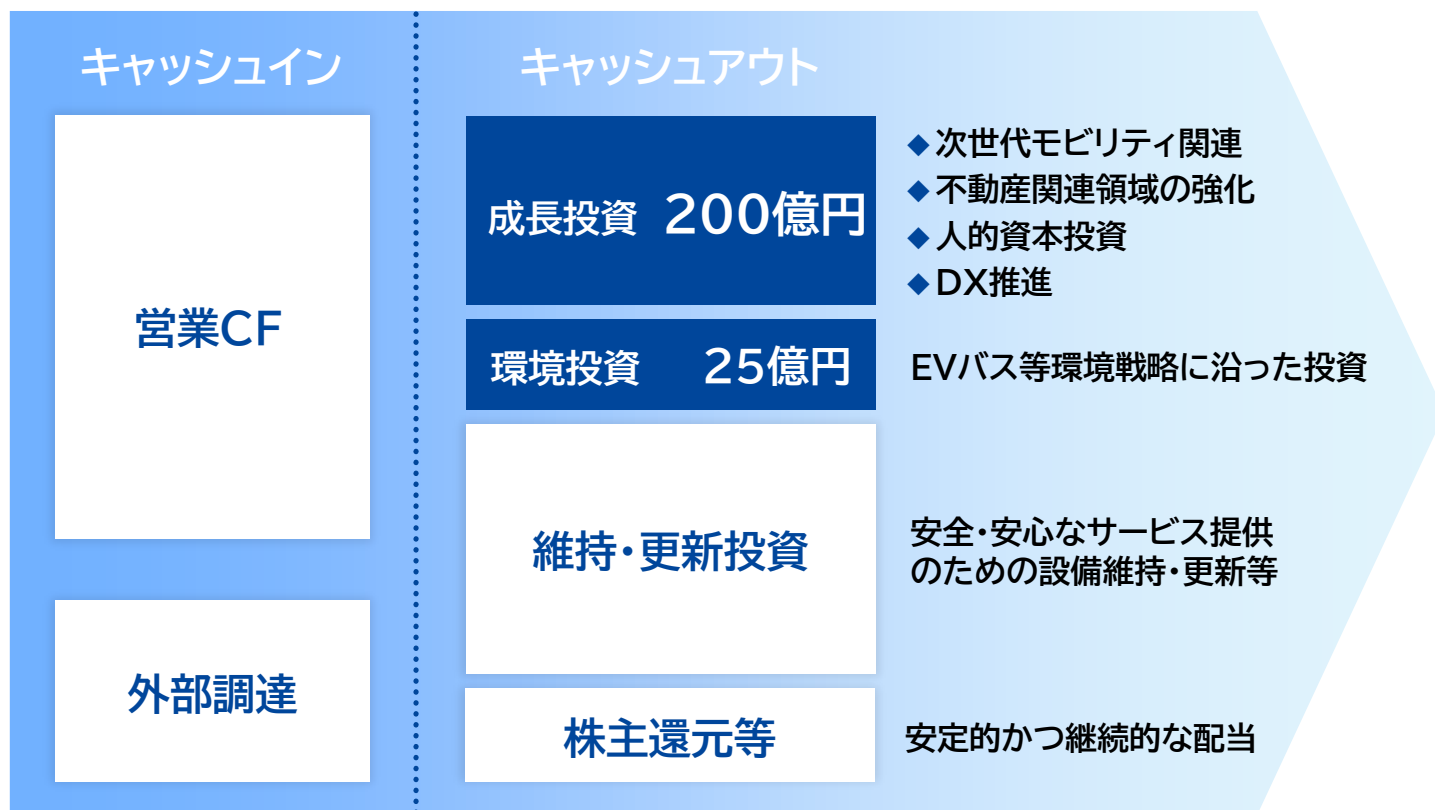 キャッシュイン
キャッシュアウト
営業CF
外部調達
成長投資 200億円
◆次世代モビリティ関連
◆不動産関連領域の強化
◆人的資本投資
◆DX推進
環境投資 25億円
EVバス等環境戦略に沿った投資
維持・更新投資
安全・安心なサービス提供
のための設備維持・更新等
株主還元等
安定的かつ継続的な配当